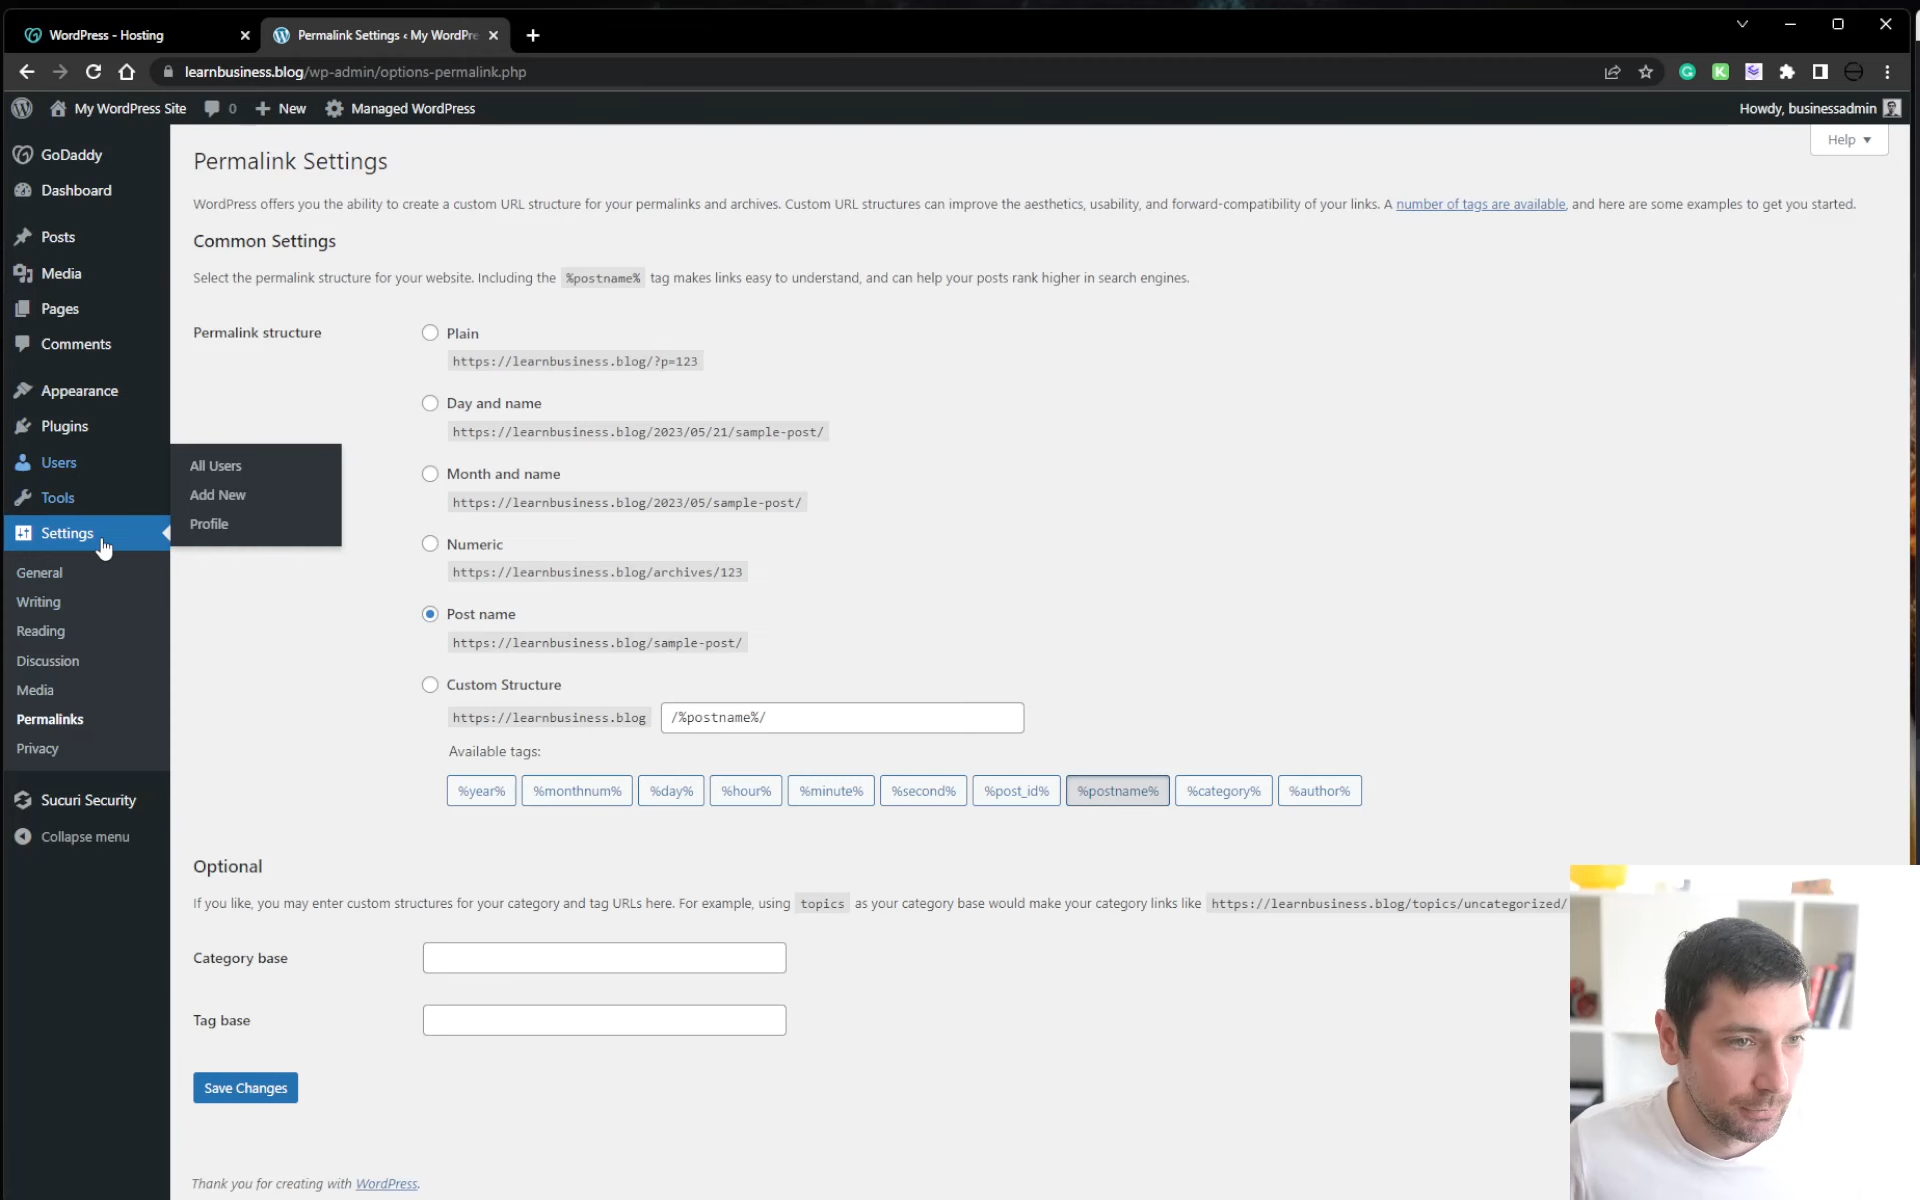 WordPress - Hosting
Permalink Settings ‹ My WordPre
learnbusiness.blog/wp-admin/options-permalink.php
My WordPress Site
0
New
Managed WordPress
Howdy, businessadmin
GoDaddy
Dashboard
Posts
Media
Pages
Comments
Appearance
Plugins
Users
Tools
Settings
General
Writing
Reading
Discussion
Media
Permalinks
Privacy
Sucuri Security
Collapse menu
All Users
Add New
Profile
Help
Permalink Settings
WordPress offers you the ability to create a custom URL structure for your permalinks and archives. Custom URL structures can improve the aesthetics, usability, and forward-compatibility of your links. A number of tags are available, and here are some examples to get you started.
Common Settings
Select the permalink structure for your website. Including the %postname% tag makes links easy to understand, and can help your posts rank higher in search engines.
Permalink structure
Plain
https://learnbusiness.blog/?p=123
Day and name
https://learnbusiness.blog/2023/05/21/sample-post/
Month and name
https://learnbusiness.blog/2023/05/sample-post/
Numeric
https://learnbusiness.blog/archives/123
Post name
https://learnbusiness.blog/sample-post/
Custom Structure
https://learnbusiness.blog /%postname%/
Available tags:
%year% %monthnum% %day% %hour% %minute% %second% %post_id% %postname% %category% %author%
Optional
If you like, you may enter custom structures for your category and tag URLs here. For example, using topics as your category base would make your category links like https://learnbusiness.blog/topics/uncategorized/
Category base
Tag base
Save Changes
Thank you for creating with WordPress.